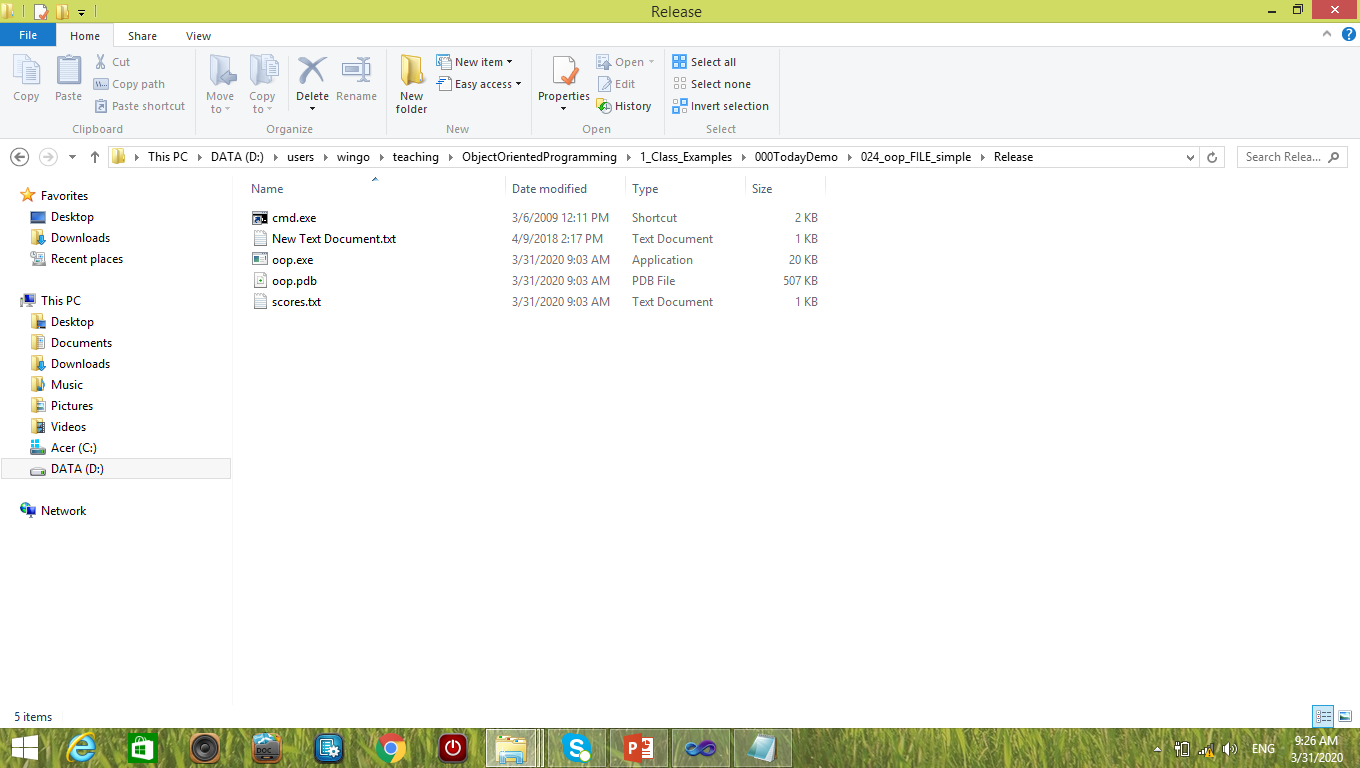 Release
File Home Share View
Copy Paste Cut Copy path Paste shortcut Clipboard
Move to Copy to Delete Rename Organize
New folder New item Easy access New
Properties Open Edit History Open
Select all Select none Invert selection Select
This PC DATA (D:) users wingo teaching ObjectOrientedProgramming 1_Class_Examples 000TodayDemo 024_oop_FILE_simple Release Search Relea...
Favorites
Desktop
Downloads
Recent places
This PC
Desktop
Documents
Downloads
Music
Pictures
Videos
Acer (C:)
DATA (D:)
Network
Name Date modified Type Size
cmd.exe 3/6/2009 12:11 PM Shortcut 2 KB
New Text Document.txt 4/9/2018 2:17 PM Text Document 1 KB
oop.exe 3/31/2020 9:03 AM Application 20 KB
oop.pdb 3/31/2020 9:03 AM PDB File 507 KB
scores.txt 3/31/2020 9:03 AM Text Document 1 KB
5 items
DOC
ENG
9:26 AM
3/31/2020